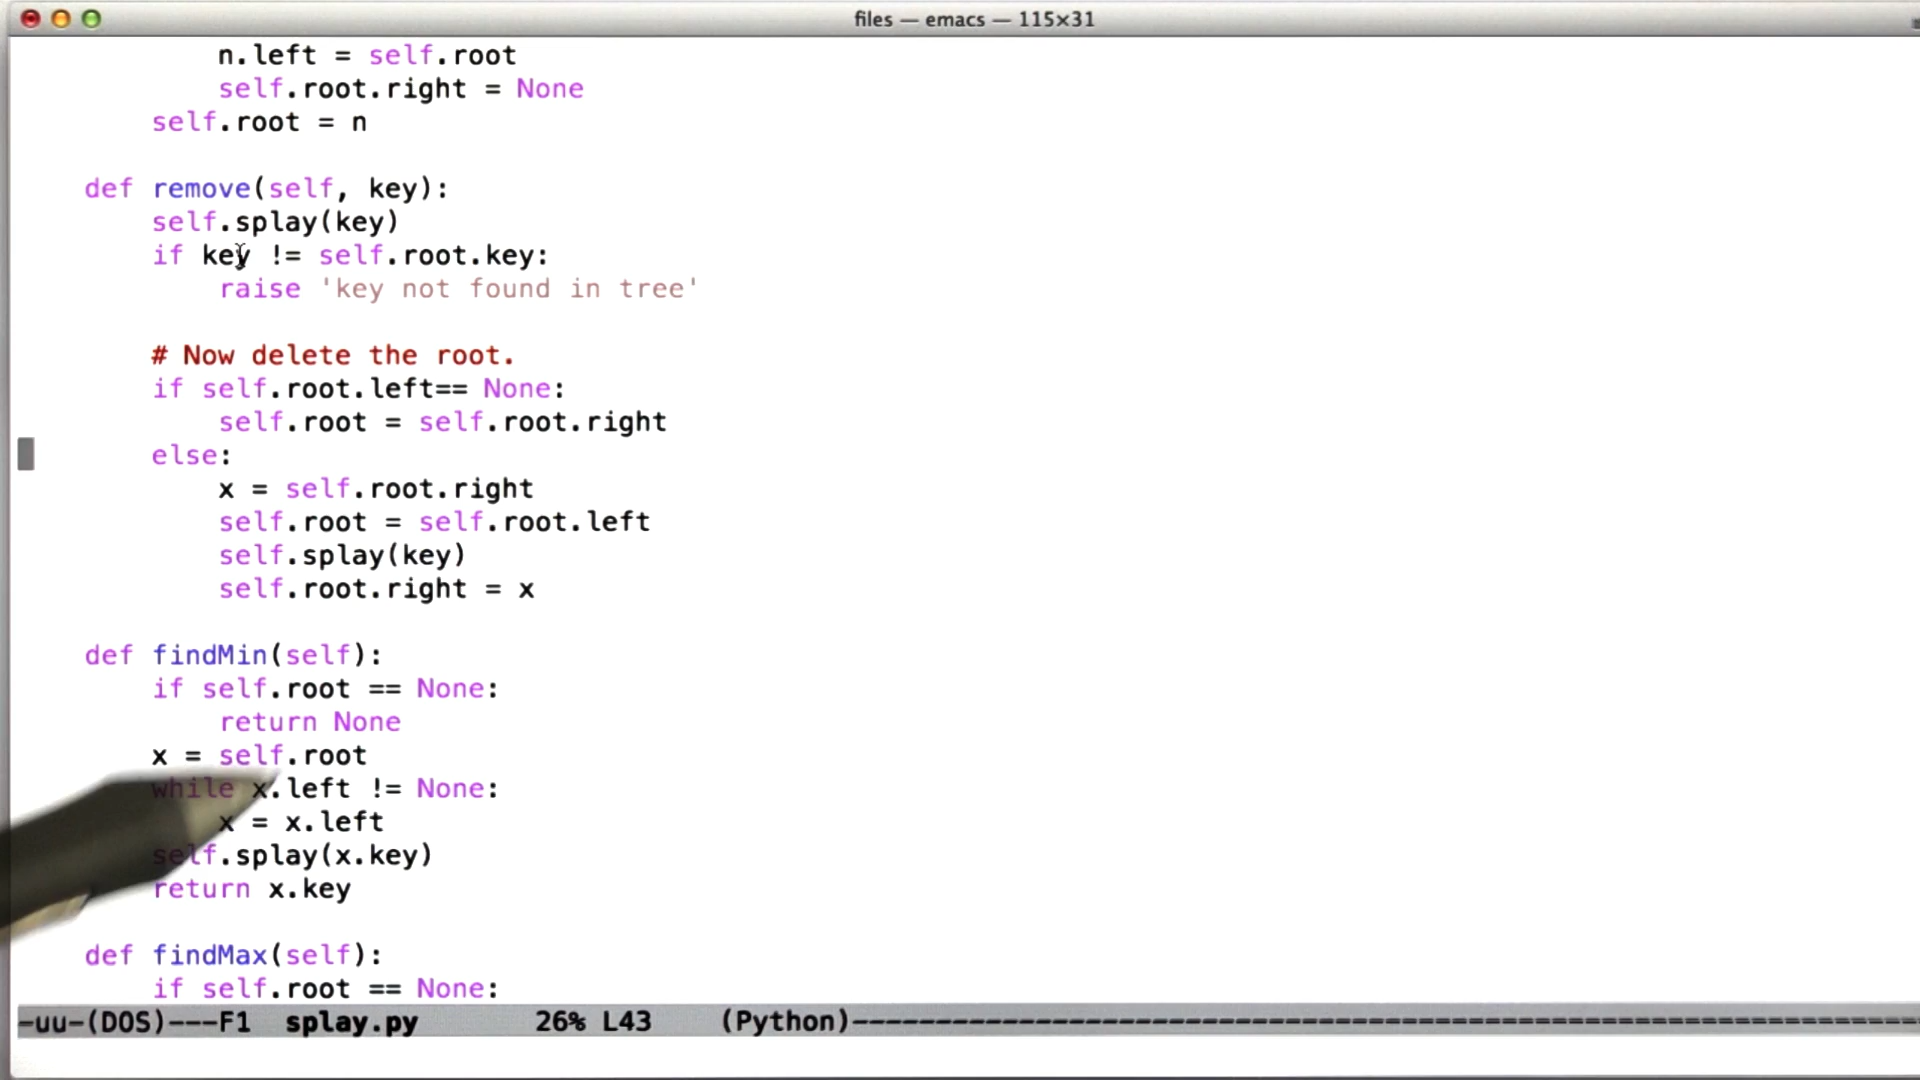 files — emacs — 115×31
n.left = self.root
self.root.right = None
self.root = n
def remove(self, key):
self.splay(key)
if key != self.root.key:
raise 'key not found in tree'
# Now delete the root.
if self.root.left== None:
self.root = self.root.right
else:
x = self.root.right
self.root = self.root.left
self.splay(key)
self.root.right = x
def findMin(self):
if self.root == None:
return None
x = self.root
while x.left != None:
x = x.left
self.splay(x.key)
return x.key
def findMax(self):
if self.root == None:
-uu-(DOS)---F1 splay.py 26% L43 (Python)--------------------------------------------------------------